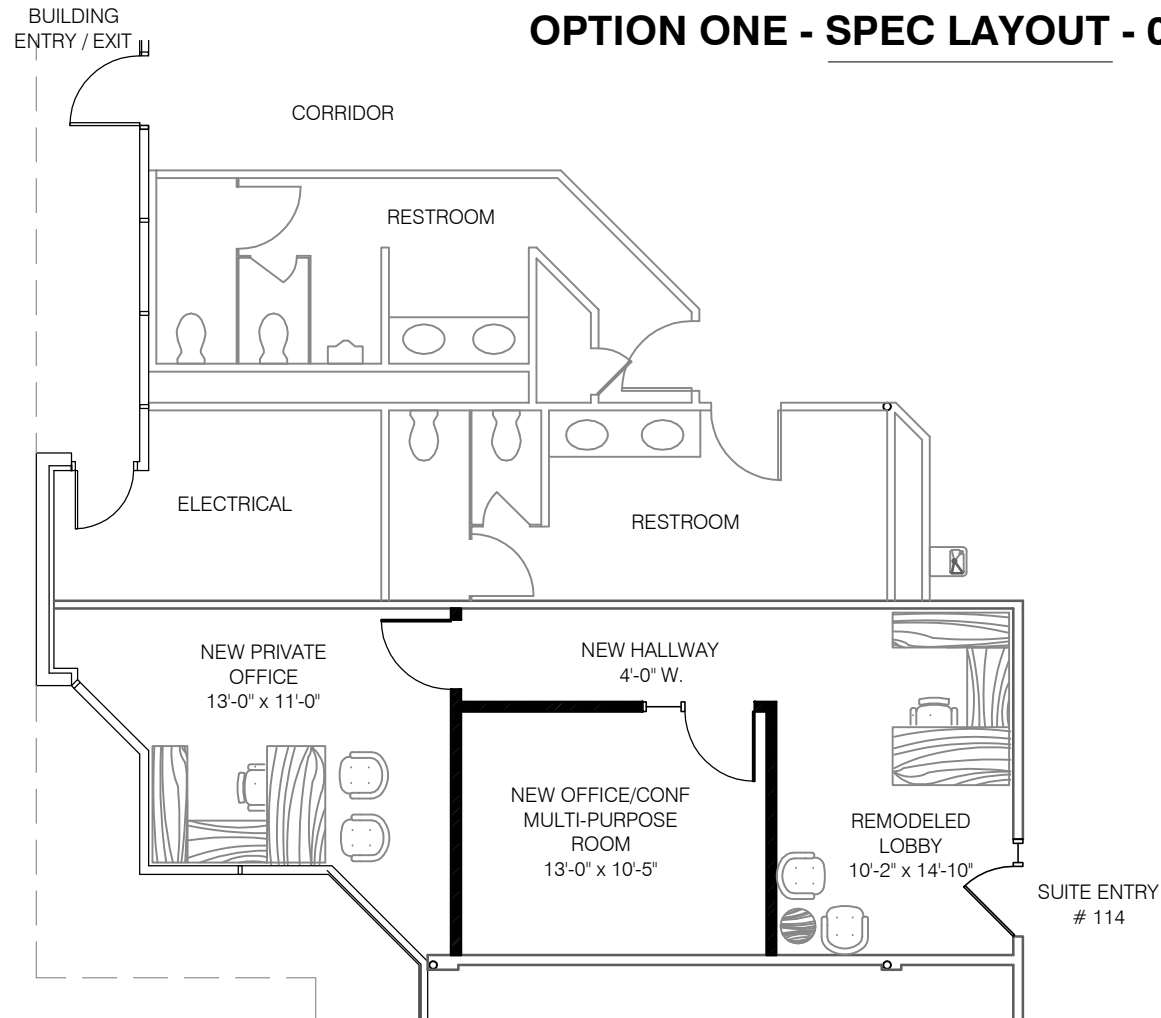 BUILDING
ENTRY / EXIT
OPTION ONE - SPEC LAYOUT -
CORRIDOR
RESTROOM
ELECTRICAL
RESTROOM
NEW PRIVATE
OFFICE
13'-0" x 11'-0"
NEW HALLWAY
4'-0" W.
NEW OFFICE/CONF
MULTI-PURPOSE
ROOM
13'-0" x 10'-5"
REMODELED
LOBBY
10'-2" x 14'-10"
SUITE ENTRY
# 114